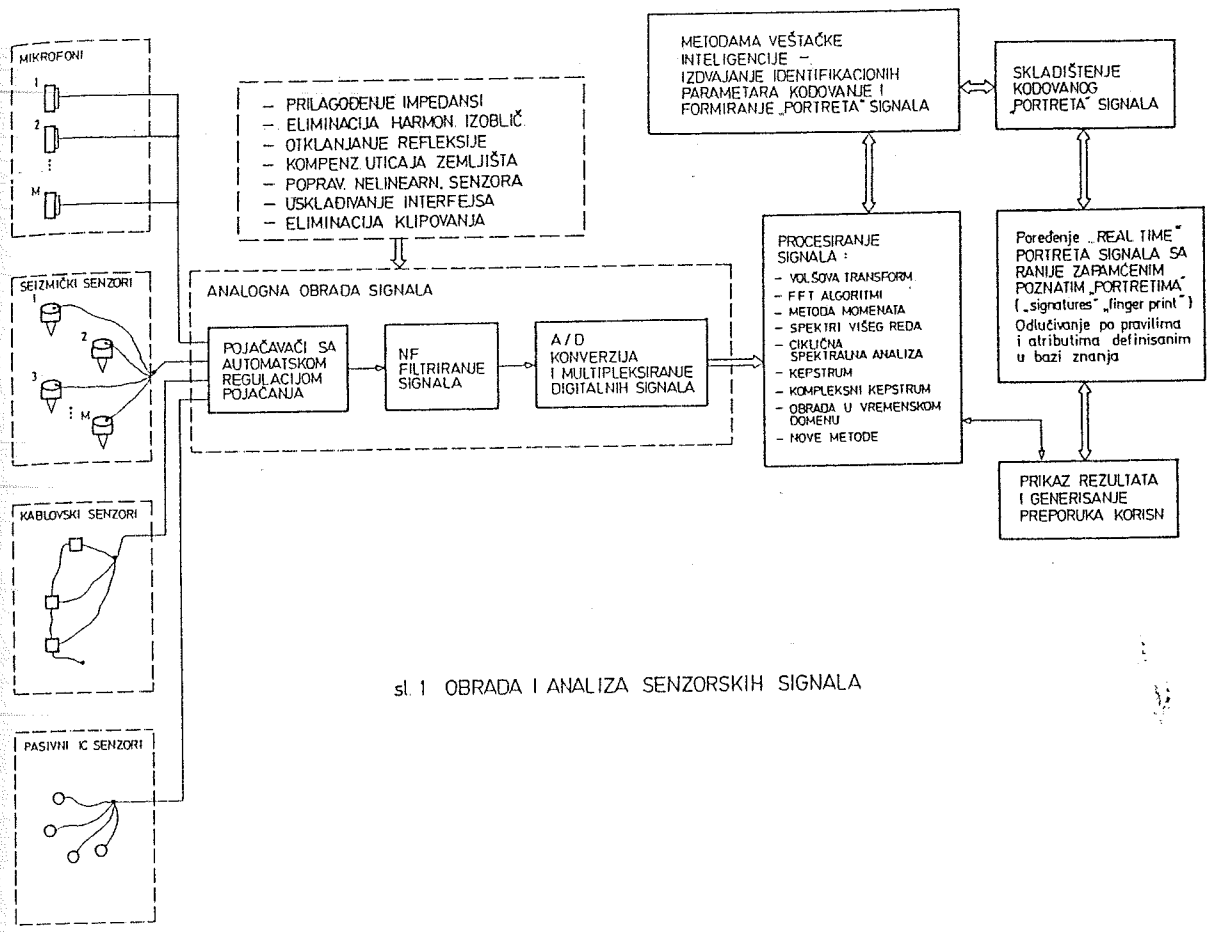 MIKROFONI
1
2
M
SEIZMIČKI SENZORI
1
2
3
M
KABLOVSKI SENZORI
PASIVNI IC SENZORI
– PRILAGOĐENJE IMPEDANSI
– ELIMINACIJA HARMON. IZOBLIČ.
– OTKLANJANJE REFLEKSIJE
– KOMPENZ. UTICAJA ZEMLJIŠTA
– POPRAV. NELINEARN. SENZORA
– USKLAĐIVANJE INTERFEJSA
– ELIMINACIJA KLIPOVANJA
ANALOGNA OBRADA SIGNALA
POJAČAVAČI SA
AUTOMATSKOM
REGULACIJOM
POJAČANJA
NF
FILTRIRANJE
SIGNALA
A/D
KONVERZIJA
I MULTIPLEKSIRANJE
DIGITALNIH SIGNALA
METODAMA VEŠTAČKE
INTELIGENCIJE –
IZDVAJANJE IDENTIFIKACIONIH
PARAMETARA KODOVANJE I
FORMIRANJE „PORTRETA“ SIGNALA
SKLADIŠTENJE
KODOVANOG
„PORTRETA“ SIGNALA
PROCESIRANJE
SIGNALA :
– VOLŠOVA TRANSFORM.
– FFT ALGORITMI
– METODA MOMENATA
– SPEKTRI VIŠEG REDA
– CIKLIČNA
SPEKTRALNA ANALIZA
– KEPSTRUM
– KOMPLEKSNI KEPSTRUM
– OBRADA U VREMENSKOM
DOMENU
– NOVE METODE
Poređenje „REAL TIME“
PORTRETA SIGNALA SA
RANIJE ZAPAMĆENIM
POZNATIM „PORTRETIMA“
(„signatures“ „finger print“)
Odlučivanje po pravilima
i atributima definisanim
u bazi znanja
PRIKAZ REZULTATA
I GENERISANJE
PREPORUKA KORISN
sl. 1 OBRADA I ANALIZA SENZORSKIH SIGNALA